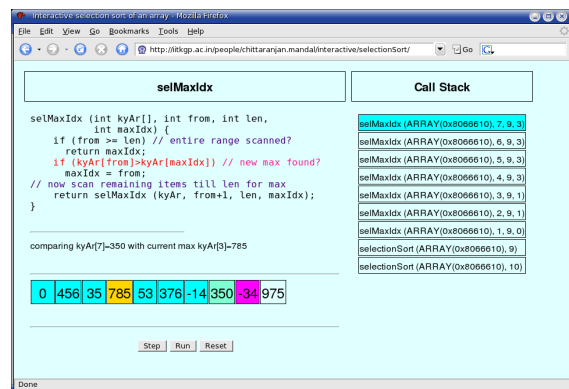 Interactive selection sort of an array - Mozilla Firefox
File Edit View Go Bookmarks Tools Help
http://iitkgp.ac.in/people/chittaranjan.mandal/interactive/selectionSort/ Go
selMaxIdx
Call Stack
selMaxIdx (int kyAr[], int from, int len,
int maxIdx) {
if (from >= len) // entire range scanned?
return maxIdx;
if (kyAr[from]>kyAr[maxIdx]) // new max found?
maxIdx = from;
// now scan remaining items till len for max
return selMaxIdx (kyAr, from+1, len, maxIdx);
}
comparing kyAr[7]=350 with current max kyAr[3]=785
0 456 35 785 53 376 -14 350 -34 975
Step Run Reset
selMaxIdx (ARRAY(0x8066610), 7, 9, 3)
selMaxIdx (ARRAY(0x8066610), 6, 9, 3)
selMaxIdx (ARRAY(0x8066610), 5, 9, 3)
selMaxIdx (ARRAY(0x8066610), 4, 9, 3)
selMaxIdx (ARRAY(0x8066610), 3, 9, 1)
selMaxIdx (ARRAY(0x8066610), 2, 9, 1)
selMaxIdx (ARRAY(0x8066610), 1, 9, 0)
selectionSort (ARRAY(0x8066610), 9)
selectionSort (ARRAY(0x8066610), 10)
Done